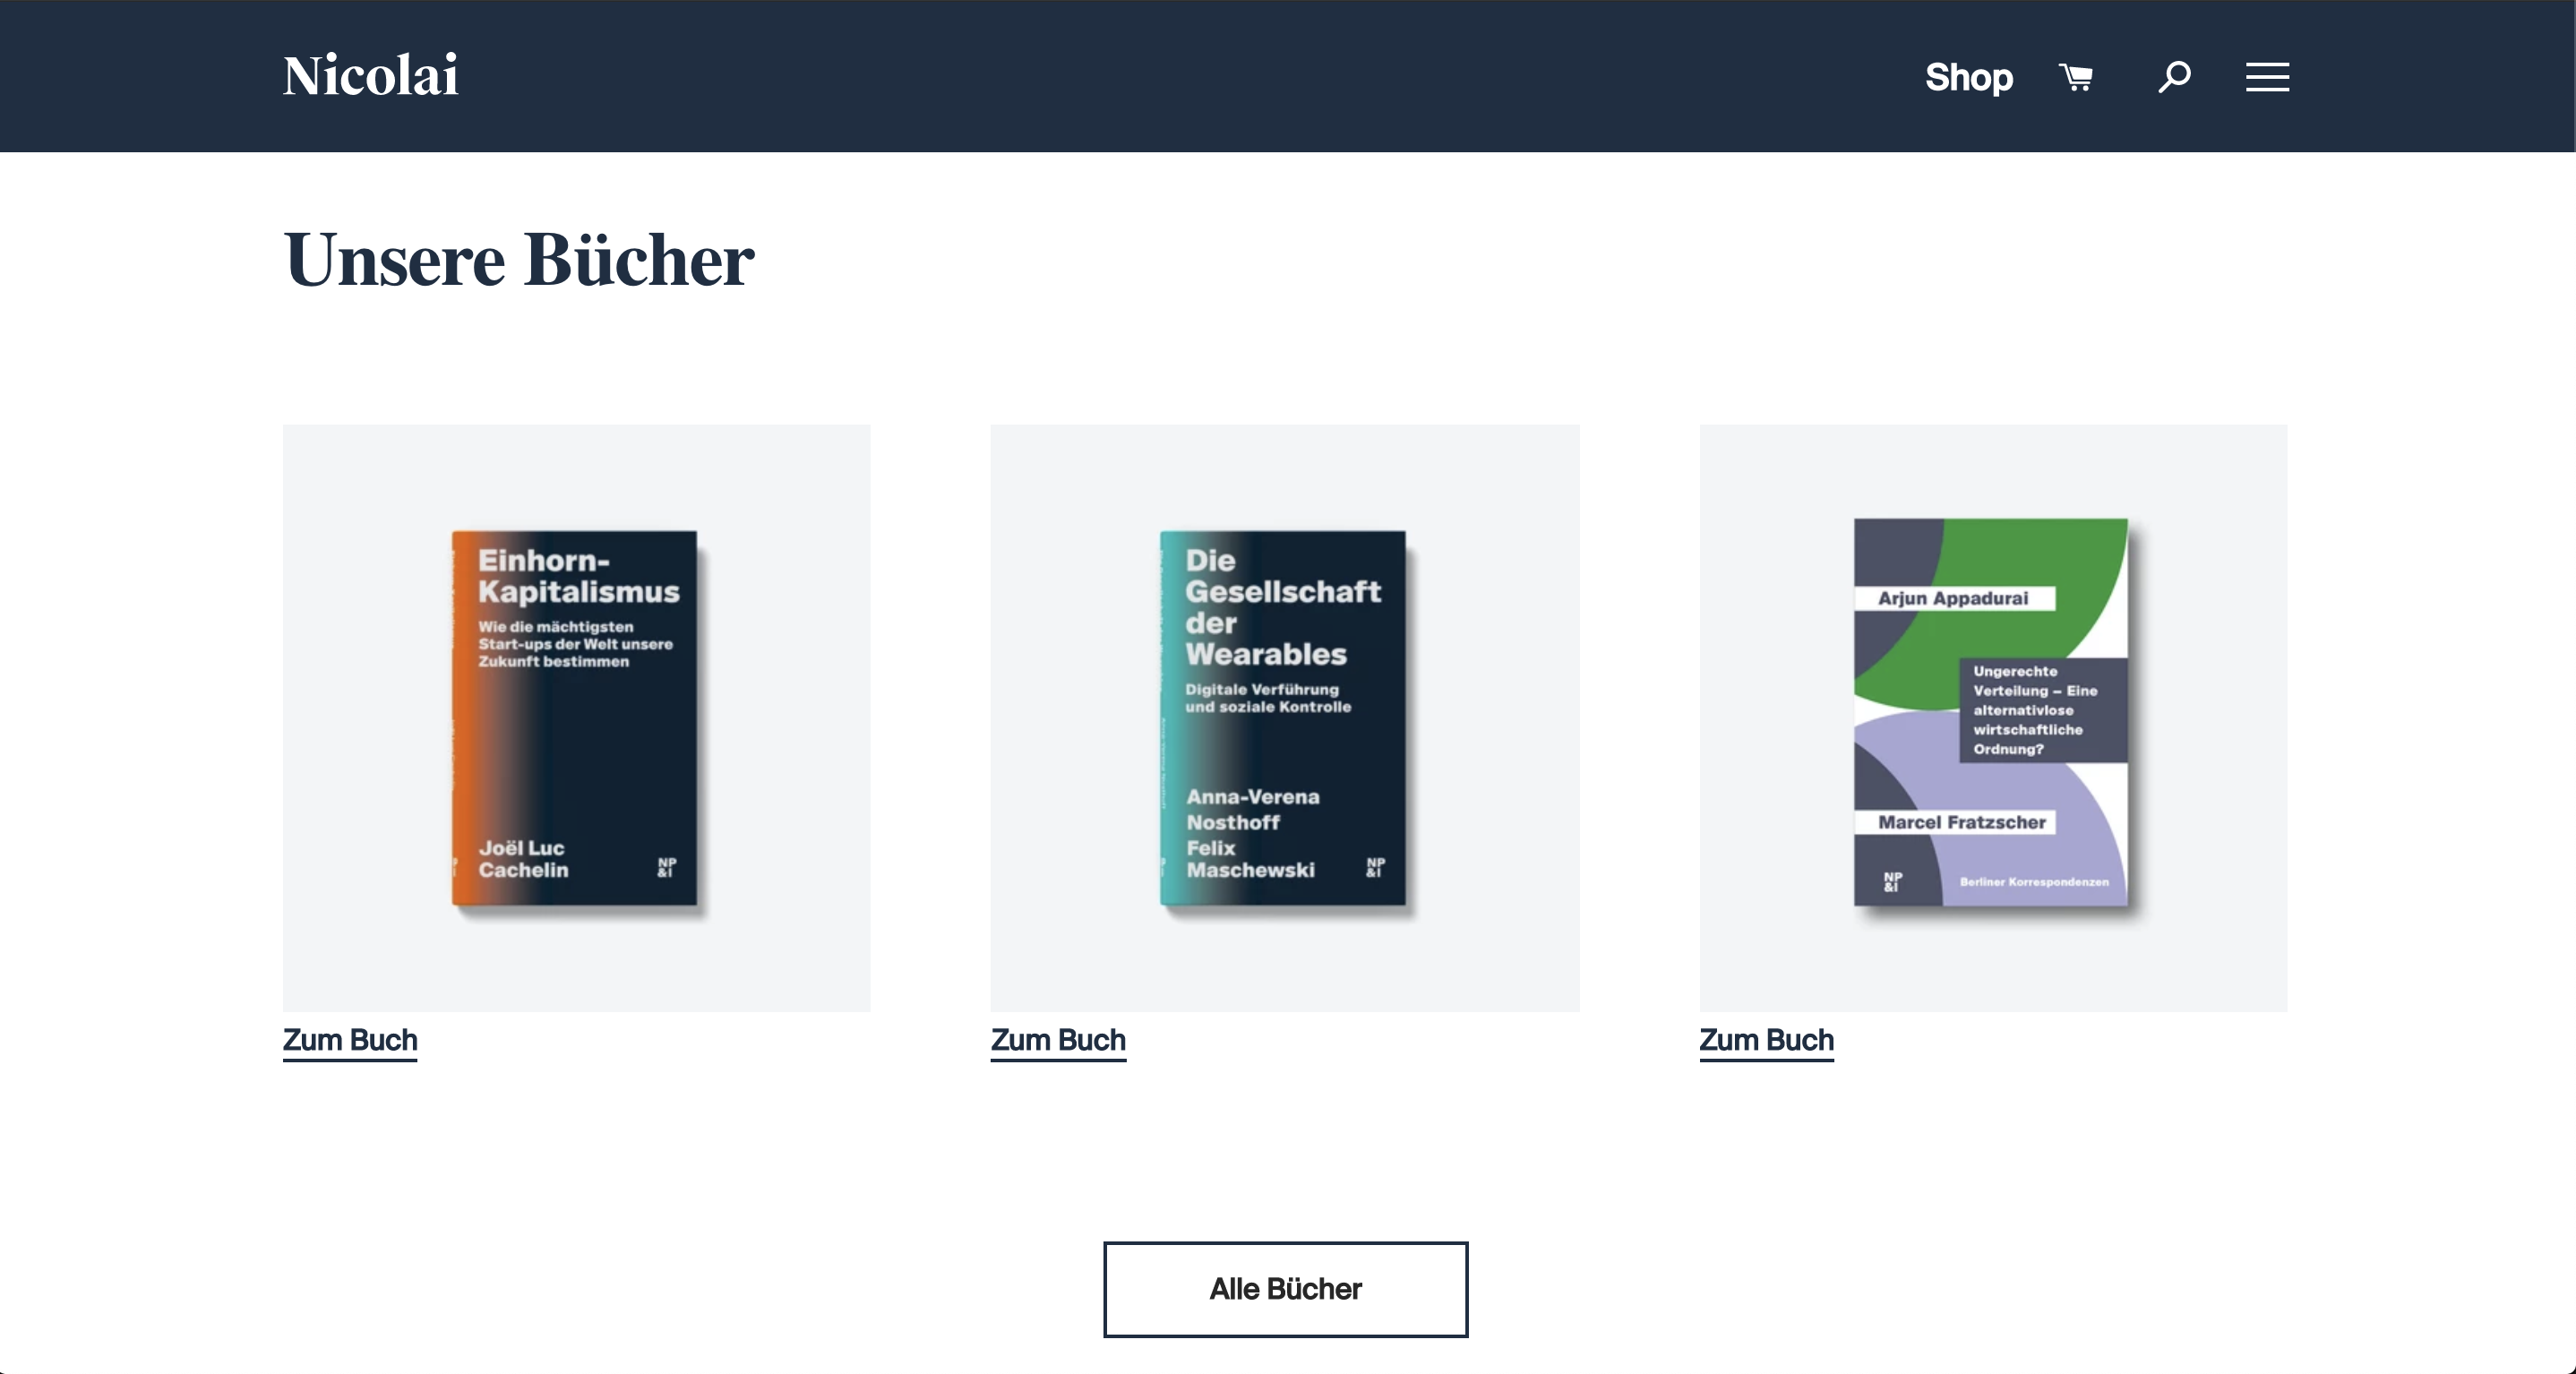 Nicolai
Shop
Unsere Bücher
Einhorn-
Kapitalismus
Wie die mächtigsten
Start-ups der Welt unsere
Zukunft bestimmen
Joël Luc
Cachelin
NP
&I
Zum Buch
Die
Gesellschaft
der
Wearables
Digitale Verführung
und soziale Kontrolle
Anna-Verena
Nosthoff
Felix
Maschewski
NP
&I
Zum Buch
Arjun Appadurai
Ungerechte
Verteilung – Eine
alternativlose
wirtschaftliche
Ordnung?
Marcel Fratzscher
NP
&I
Berliner Korrespondenzen
Zum Buch
Alle Bücher